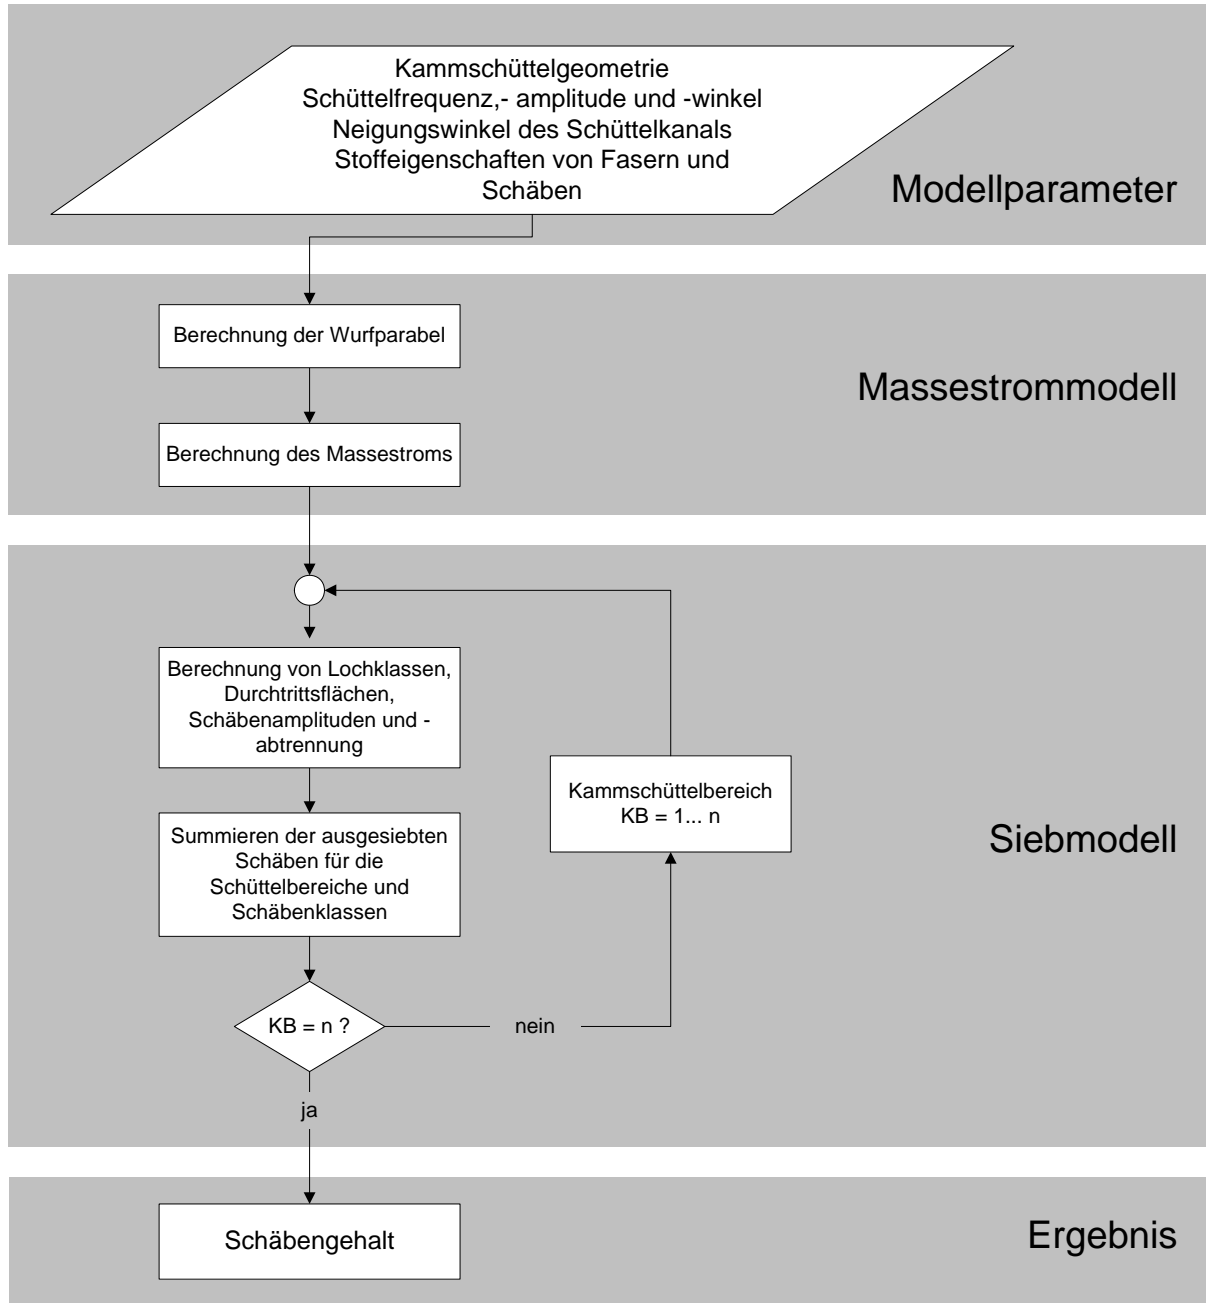 Kammschüttelgeometrie
Schüttelfrequenz,- amplitude und -winkel
Neigungswinkel des Schüttelkanals
Stoffeigenschaften von Fasern und
Schäben
Modellparameter
Berechnung der Wurfparabel
Massestrommodell
Berechnung des Massestroms
Berechnung von Lochklassen,
Durchtrittsflächen,
Schäbenamplituden und -
abtrennung
Kammschüttelbereich
KB = 1... n
Summieren der ausgesiebten
Schäben für die
Schüttelbereiche und
Schäbenklassen
Siebmodell
KB = n ?
nein
ja
Schäbengehalt
Ergebnis